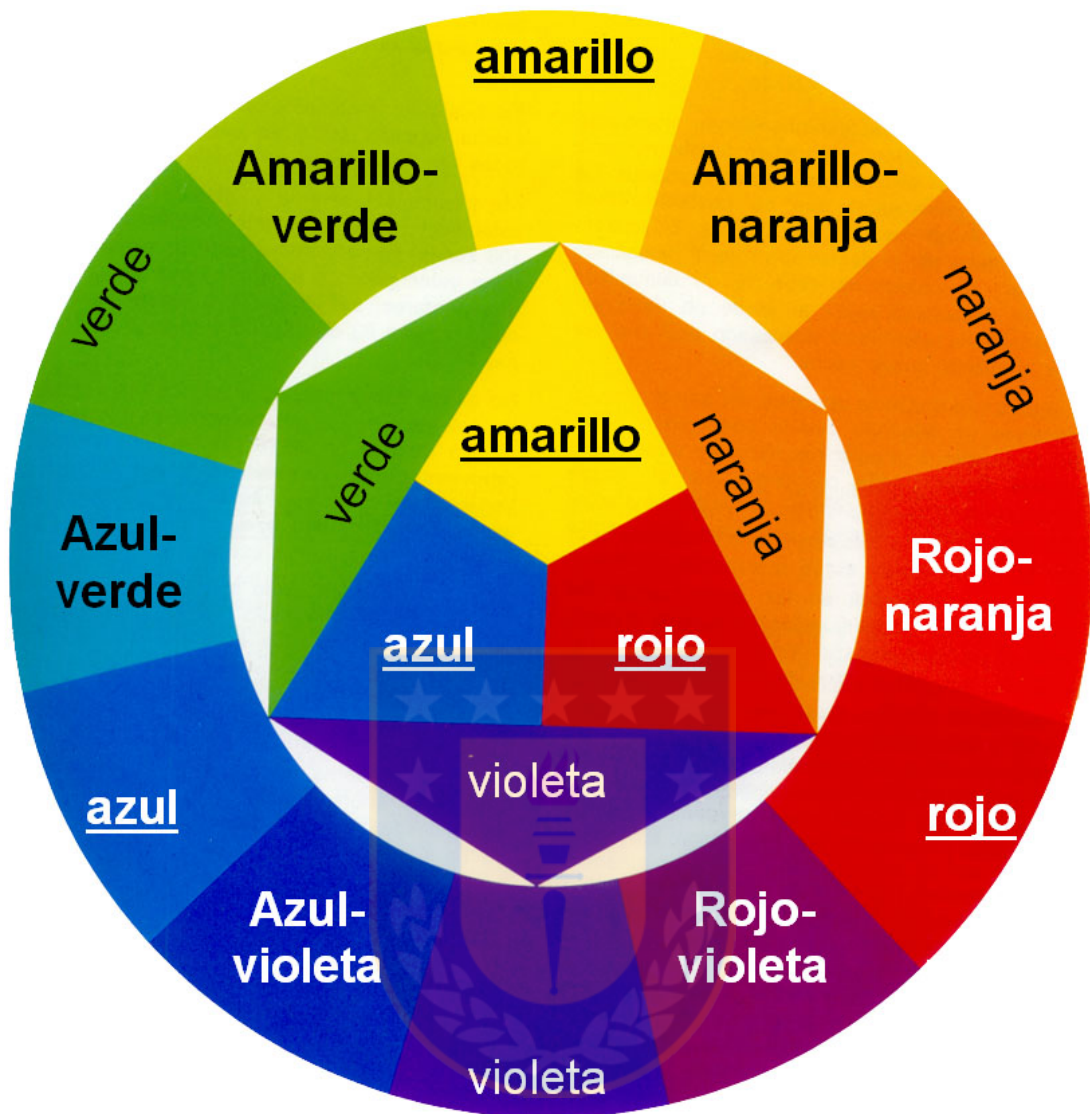 amarillo
Amarillo-
verde
Amarillo-
naranja
verde
naranja
amarillo
verde
naranja
Azul-
verde
Rojo-
naranja
azul
rojo
violeta
azul
rojo
Azul-
violeta
Rojo-
violeta
violeta